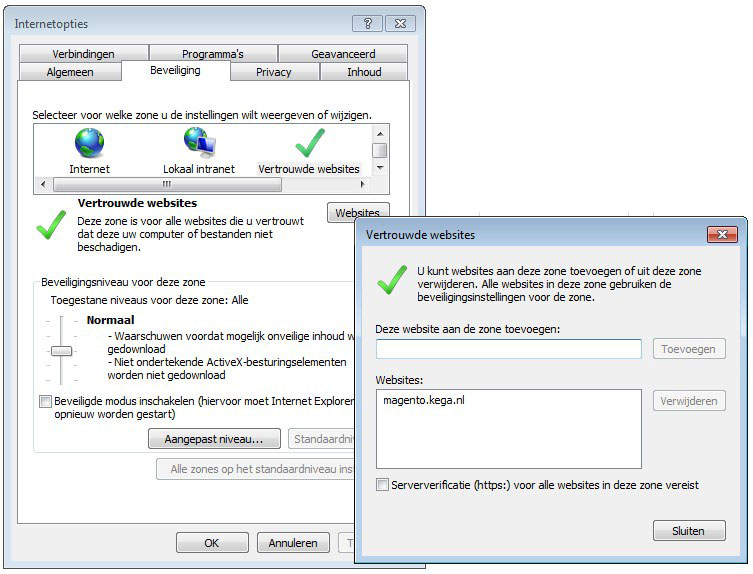 Internetopties
Verbindingen
Programma's
Geavanceerd
Algemeen
Beveiliging
Privacy
Inhoud
Selecteer voor welke zone u de instellingen wilt weergeven of wijzigen.
Internet
Lokaal intranet
Vertrouwde websites
Vertrouwde websites
Deze zone is voor alle websites die u vertrouwt
dat deze uw computer of bestanden niet
beschadigen.
Websites
Beveiligingsniveau voor deze zone
Toegestane niveaus voor deze zone: Alle
Normaal
- Waarschuwen voordat mogelijk onveilige inhoud w
gedownload
- Niet ondertekende ActiveX-besturingselementen
worden niet gedownload
Beveiligde modus inschakelen (hiervoor moet Internet Explorer
opnieuw worden gestart)
Aangepast niveau...
Standaardni
Alle zones op het standaardniveau ins
OK
Annuleren
T
Vertrouwde websites
U kunt websites aan deze zone toevoegen of uit deze zone
verwijderen. Alle websites in deze zone gebruiken de
beveiligingsinstellingen voor de zone.
Deze website aan de zone toevoegen:
Toevoegen
Websites:
magento.kega.nl
Verwijderen
Serververificatie (https:) voor alle websites in deze zone vereist
Sluiten